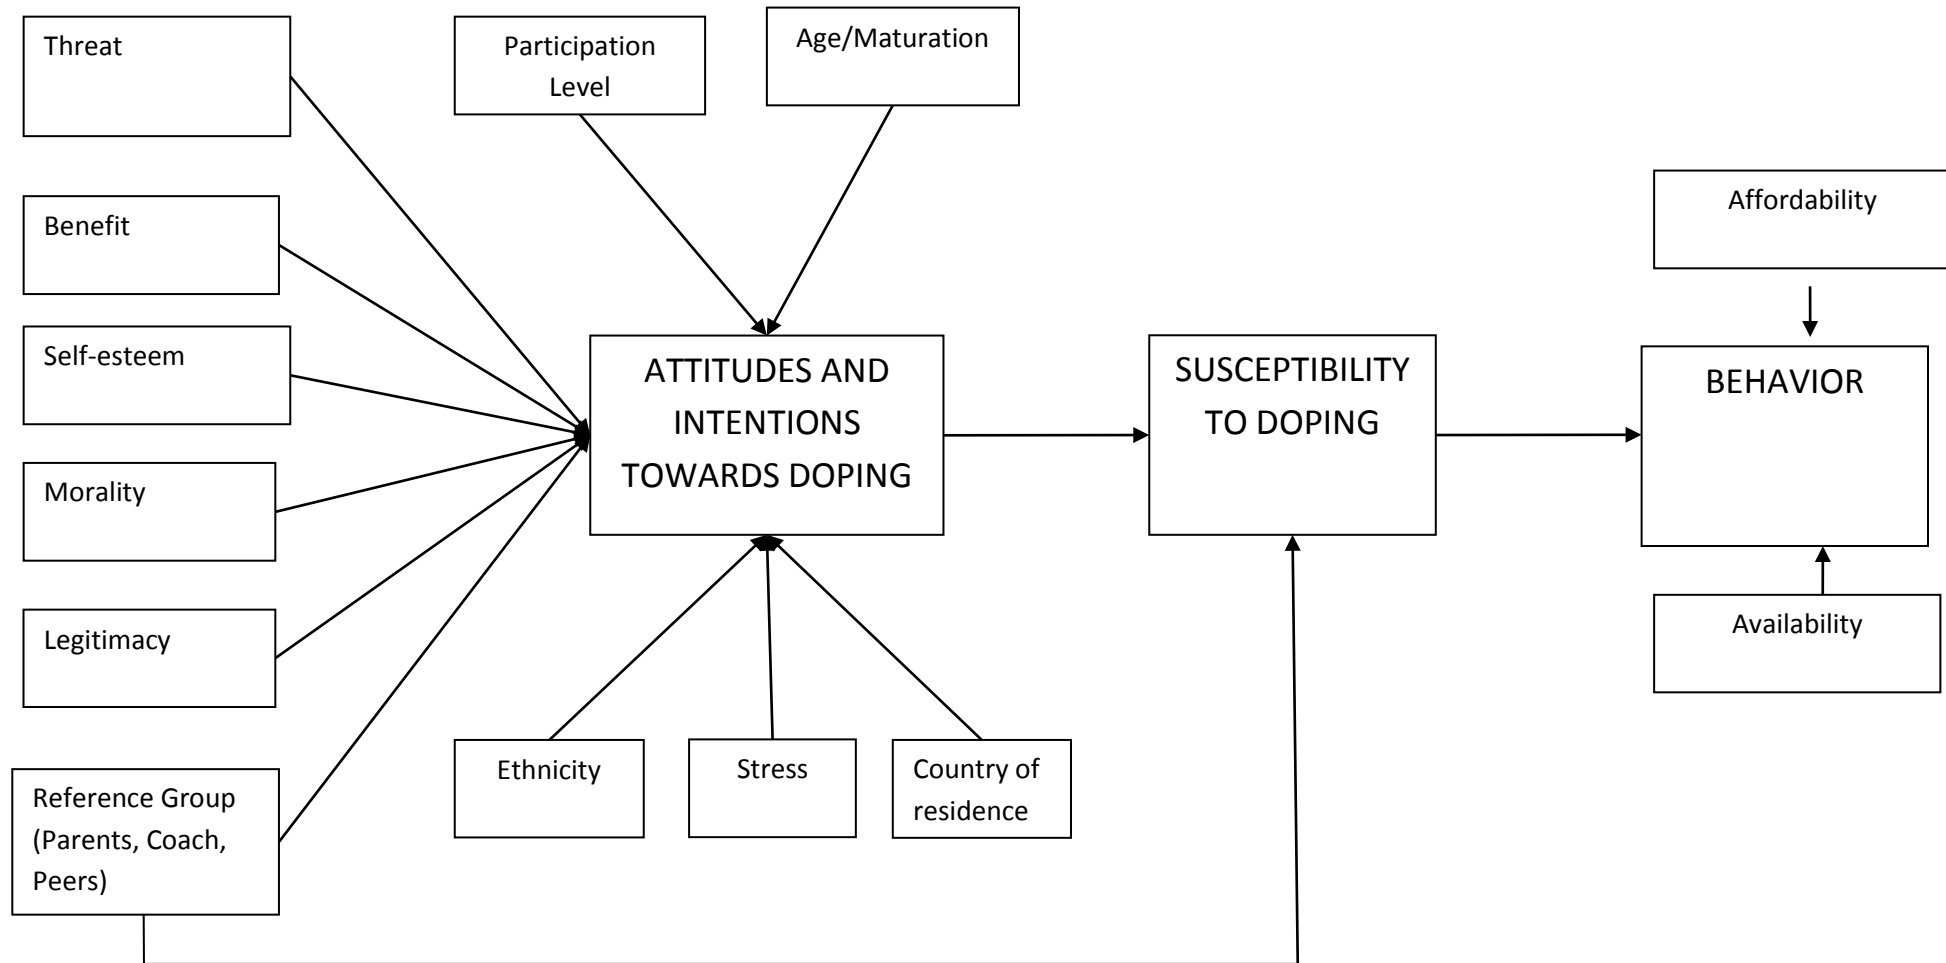 Threat
Participation
Level
Age/Maturation
Benefit
Affordability
Self-esteem
ATTITUDES AND
INTENTIONS
TOWARDS DOPING
SUSCEPTIBILITY
TO DOPING
BEHAVIOR
Morality
Legitimacy
Availability
Ethnicity
Stress
Country of
residence
Reference Group
(Parents, Coach,
Peers)